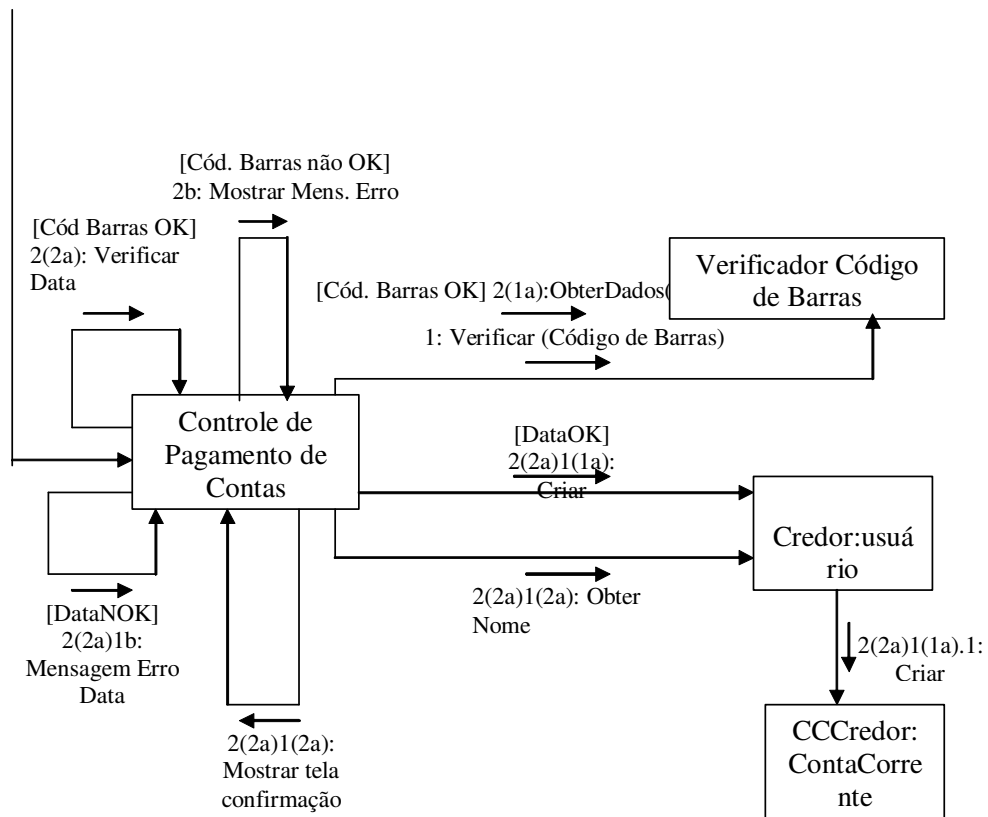 [Cód. Barras não OK]
2b: Mostrar Mens. Erro
[Cód Barras OK]
2(2a): Verificar
Data
Verificador Código
de Barras
[Cód. Barras OK] 2(1a):ObterDados(
1: Verificar (Código de Barras)
Controle de
Pagamento de
Contas
[DataOK]
2(2a)1(1a):
Criar
Credor:usuá
rio
[DataNOK]
2(2a)1b:
Mensagem Erro
Data
2(2a)1(2a): Obter
Nome
2(2a)1(1a).1:
Criar
2(2a)1(2a):
Mostrar tela
confirmação
CCCredor:
ContaCorre
nte